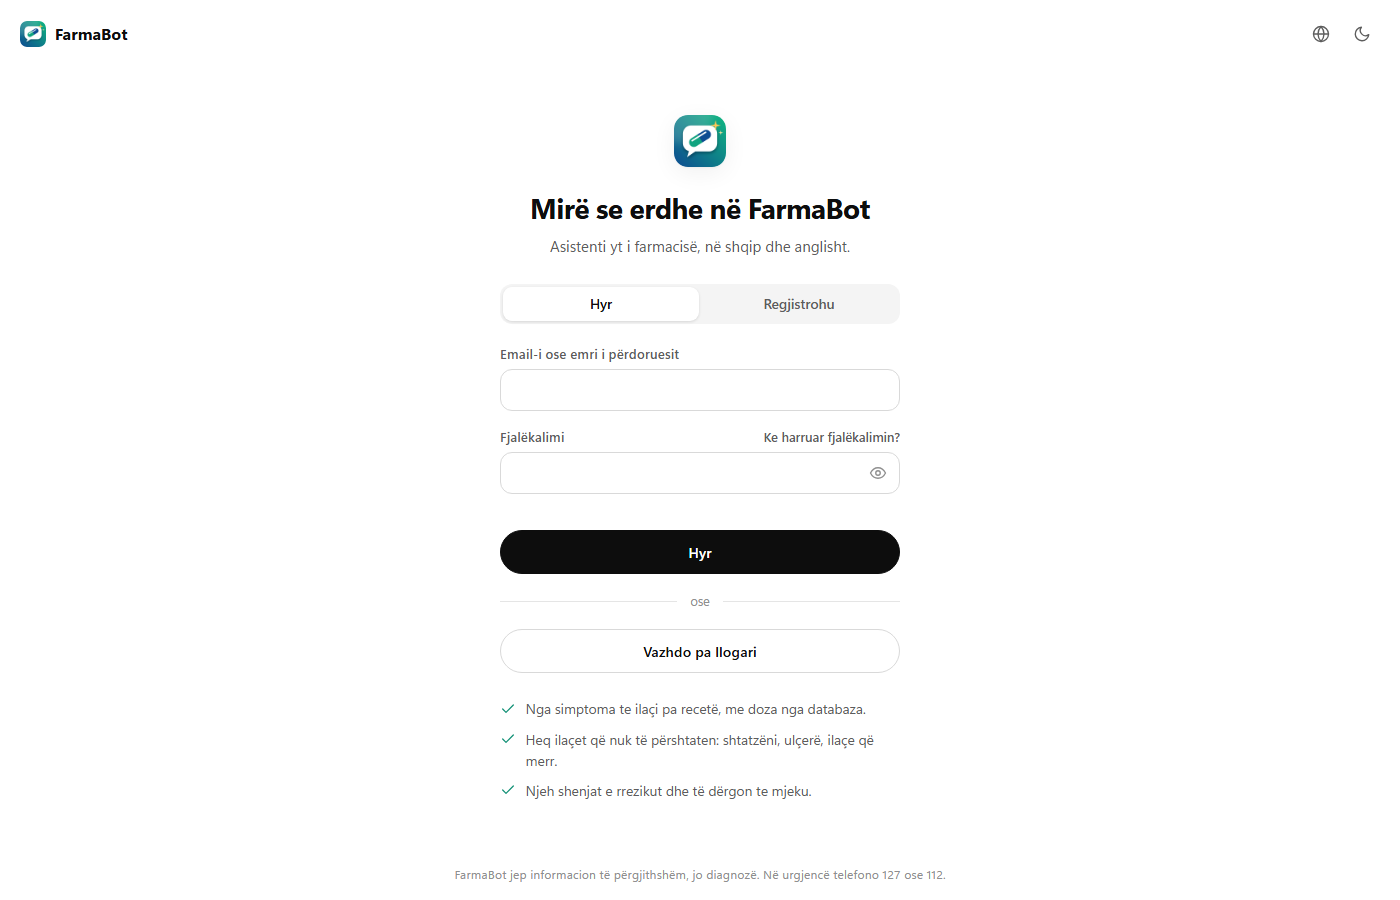 FarmaBot
Mirë se erdhe në FarmaBot
Asistenti yt i farmacisë, në shqip dhe anglisht.
Hyr
Regjistrohu
Email-i ose emri i përdoruesit
Fjalëkalimi
Ke harruar fjalëkalimin?
Hyr
ose
Vazhdo pa llogari
Nga simptoma te ilaçi pa recetë, me doza nga databaza.
Heq ilaçet që nuk të përshtaten: shtatzëni, ulçerë, ilaçe që
merr.
Njeh shenjat e rrezikut dhe të dërgon te mjeku.
FarmaBot jep informacion të përgjithshëm, jo diagnozë. Në urgjencë telefono 127 ose 112.